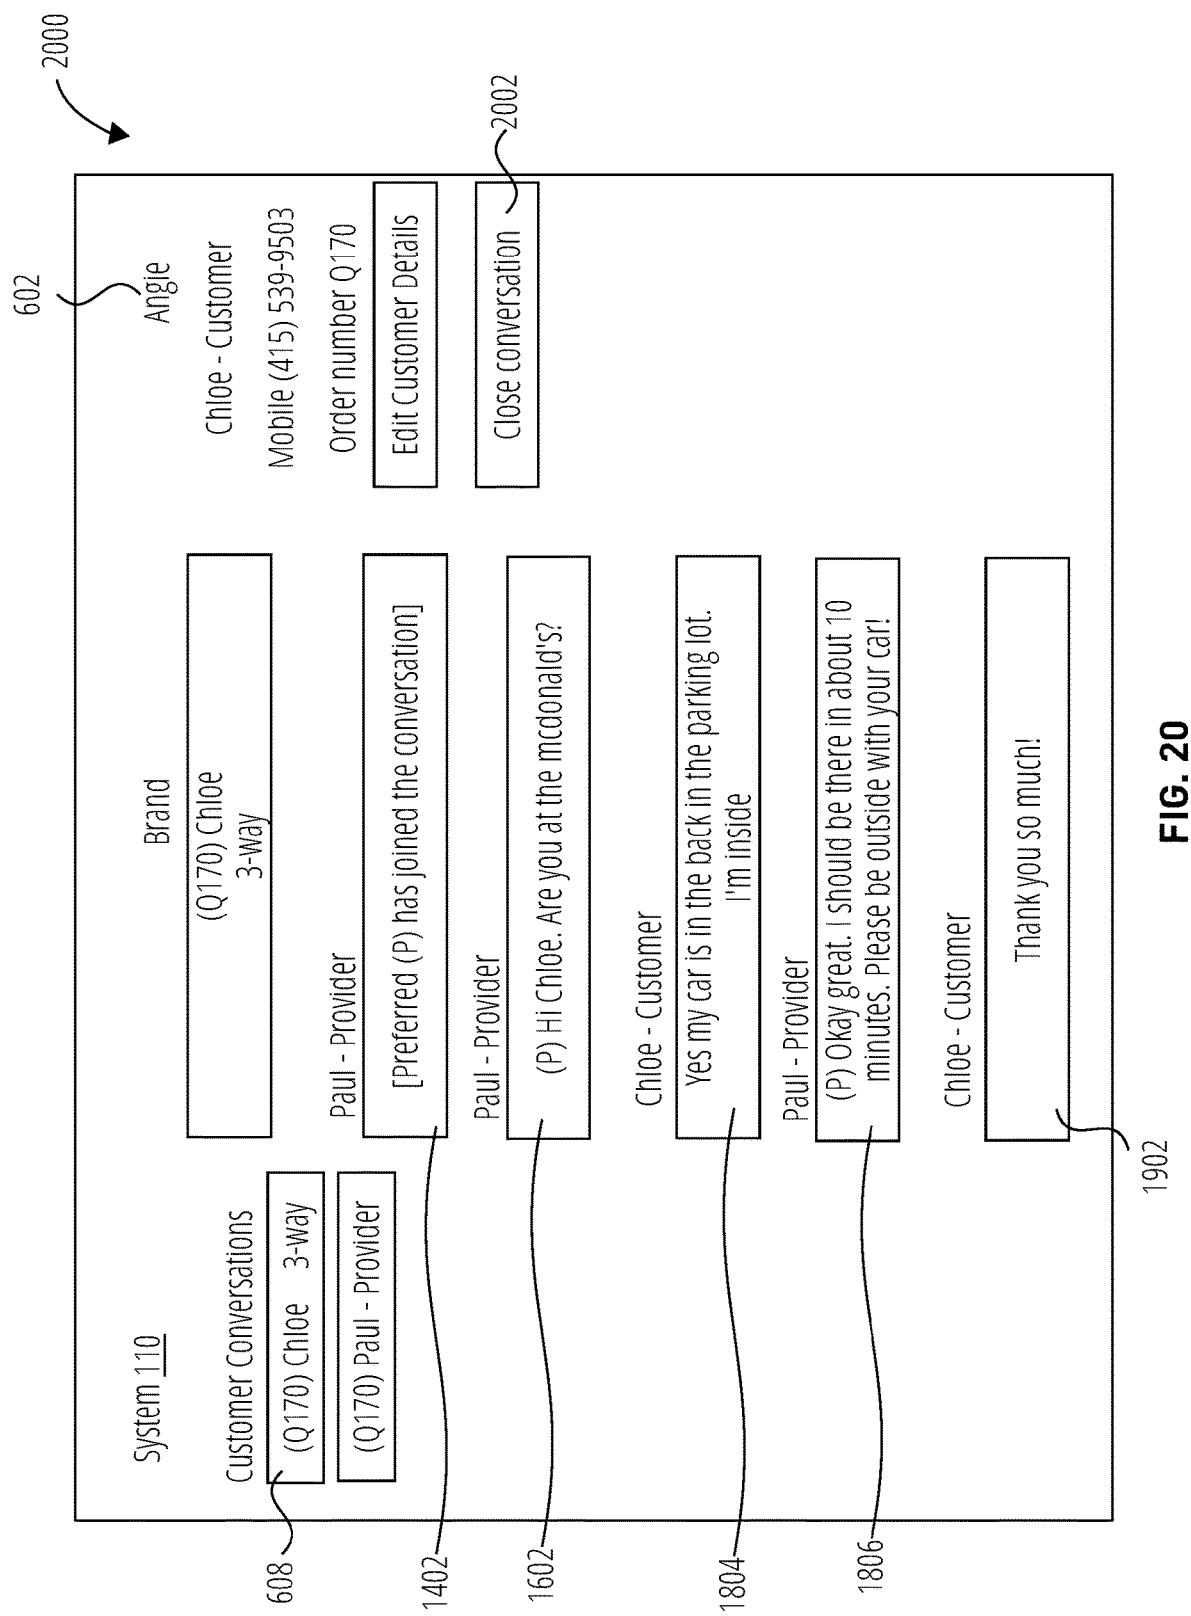 2000
602
System 110
Brand
Angie
Customer Conversations
(Q170) Chloe 3-way
(Q170) Paul - Provider
608
(Q170) Chloe
3-way
Chloe - Customer
Mobile (415) 539-9503
Order number Q170
Edit Customer Details
Close conversation
2002
Paul - Provider
[Preferred (P) has joined the conversation]
1402
Paul - Provider
(P) Hi Chloe. Are you at the mcdonald's?
1602
Chloe - Customer
Yes my car is in the back in the parking lot.
I'm inside
1804
Paul - Provider
(P) Okay great. I should be there in about 10
minutes. Please be outside with your car!
1806
Chloe - Customer
Thank you so much!
1902
FIG. 20